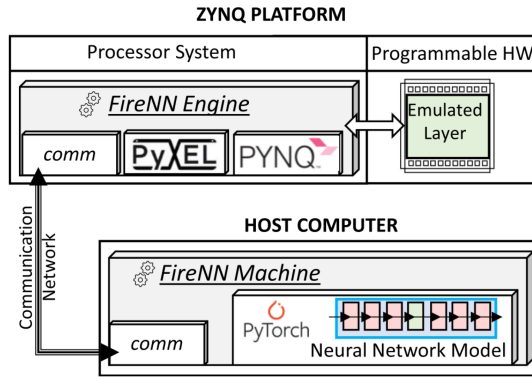 ZYNQ PLATFORM
Processor System
Programmable HW
FireNN Engine
comm
PyXEL
PYNQ
Emulated
Layer
Communication
Network
HOST COMPUTER
FireNN Machine
comm
PyTorch
Neural Network Model